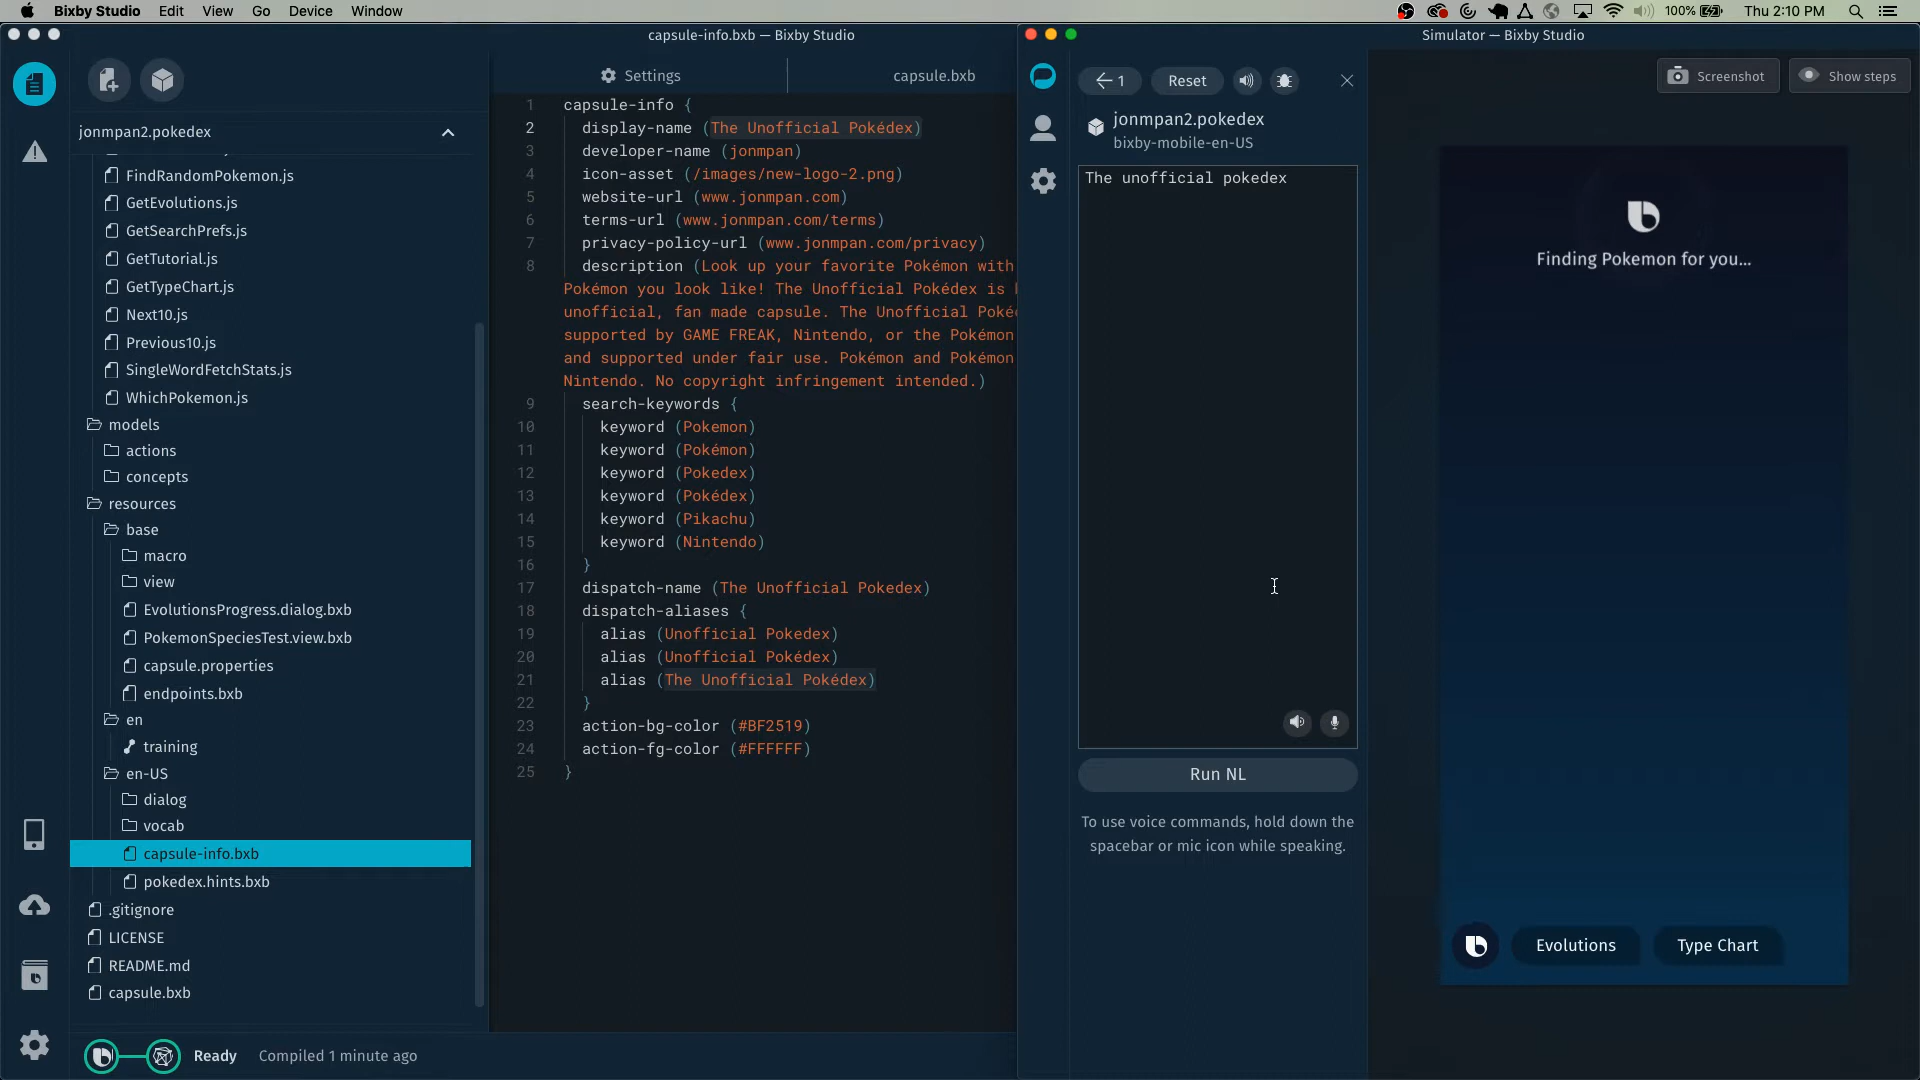 Bixby Studio Edit View Go Device Window
100% Thu 2:10 PM
capsule-info.bxb — Bixby Studio
Simulator — Bixby Studio
jonmpan2.pokedex
FindRandomPokemon.js
GetEvolutions.js
GetSearchPrefs.js
GetTutorial.js
GetTypeChart.js
Next10.js
Previous10.js
SingleWordFetchStats.js
WhichPokemon.js
models
actions
concepts
resources
base
macro
view
EvolutionsProgress.dialog.bxb
PokemonSpeciesTest.view.bxb
capsule.properties
endpoints.bxb
en
training
en-US
dialog
vocab
capsule-info.bxb
pokedex.hints.bxb
.gitignore
LICENSE
README.md
capsule.bxb
Ready Compiled 1 minute ago
Settings capsule.bxb
1 capsule-info {
2 display-name (The Unofficial Pokédex)
3 developer-name (jonmpan)
4 icon-asset (/images/new-logo-2.png)
5 website-url (www.jonmpan.com)
6 terms-url (www.jonmpan.com/terms)
7 privacy-policy-url (www.jonmpan.com/privacy)
8 description (Look up your favorite Pokémon with
Pokémon you look like! The Unofficial Pokédex is
unofficial, fan made capsule. The Unofficial
supported by GAME FREAK, Nintendo, or the Pokémon
and supported under fair use. Pokémon and Pokémon
Nintendo. No copyright infringement intended.)
9 search-keywords {
10 keyword (Pokemon)
11 keyword (Pokémon)
12 keyword (Pokedex)
13 keyword (Pokédex)
14 keyword (Pikachu)
15 keyword (Nintendo)
16 }
17 dispatch-name (The Unofficial Pokedex)
18 dispatch-aliases {
19 alias (Unofficial Pokedex)
20 alias (Unofficial Pokédex)
21 alias (The Unofficial Pokédex)
22 }
23 action-bg-color (#BF2519)
24 action-fg-color (#FFFFFF)
25 }
1 Reset
jonmpan2.pokedex
bixby-mobile-en-US
The unofficial pokedex
Run NL
To use voice commands, hold down the
spacebar or mic icon while speaking.
Screenshot Show steps
Finding Pokemon for you...
Evolutions Type Chart